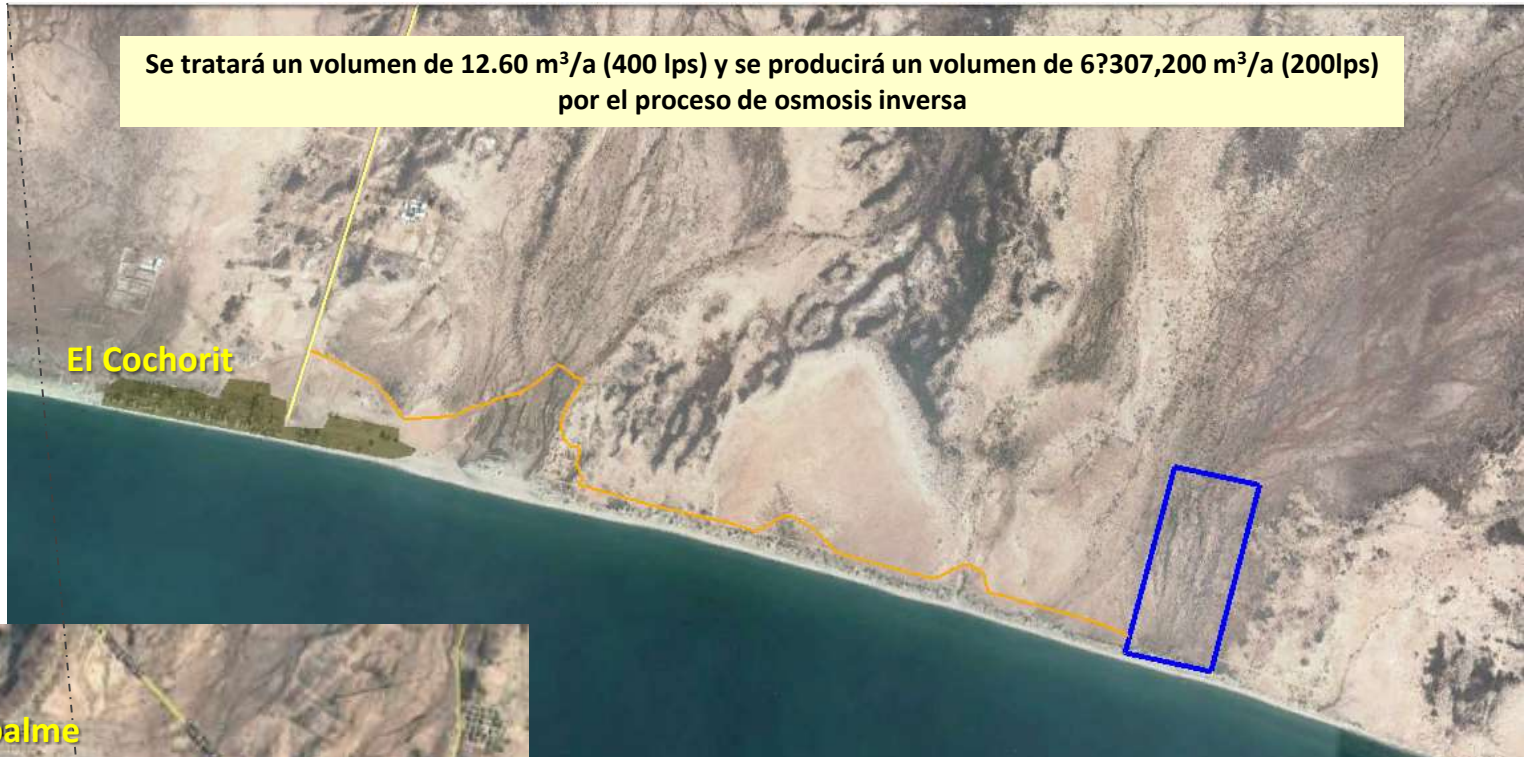 Se tratará un volumen de 12.60 m³/a (400 lps) y se producirá un volumen de 6?307,200 m³/a (200lps)
por el proceso de osmosis inversa
El Cochorit
palme